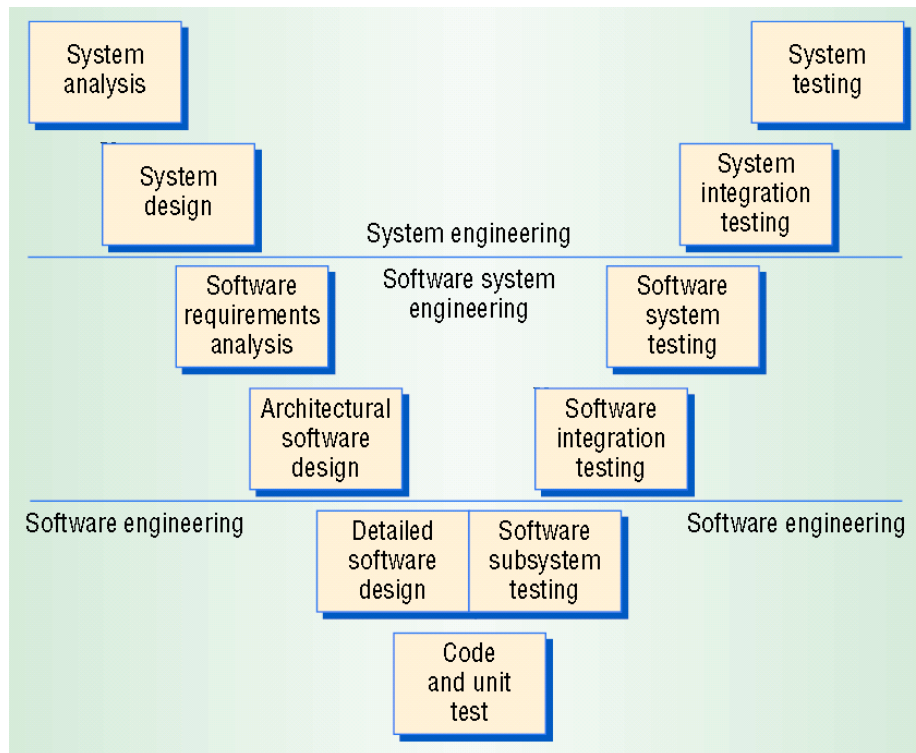 System
analysis
System
testing
System
design
System
integration
testing
System engineering
Software
requirements
analysis
Software system
engineering
Software
system
testing
Architectural
software
design
Software
integration
testing
Software engineering
Software engineering
Detailed
software
design
Software
subsystem
testing
Code
and unit
test